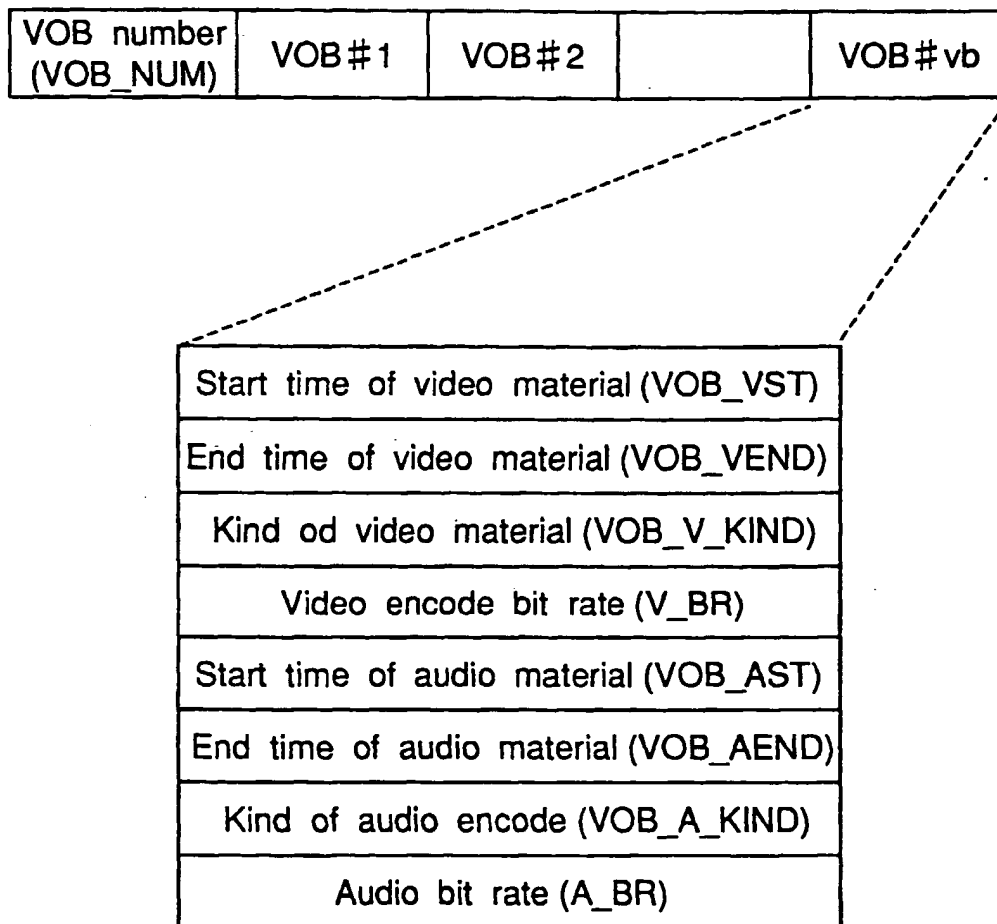 VOB number
(VOB_NUM)
VOB#1
VOB#2
VOB#vb
Start time of video material (VOB_VST)
End time of video material (VOB_VEND)
Kind od video material (VOB_V_KIND)
Video encode bit rate (V_BR)
Start time of audio material (VOB_AST)
End time of audio material (VOB_AEND)
Kind of audio encode (VOB_A_KIND)
Audio bit rate (A_BR)